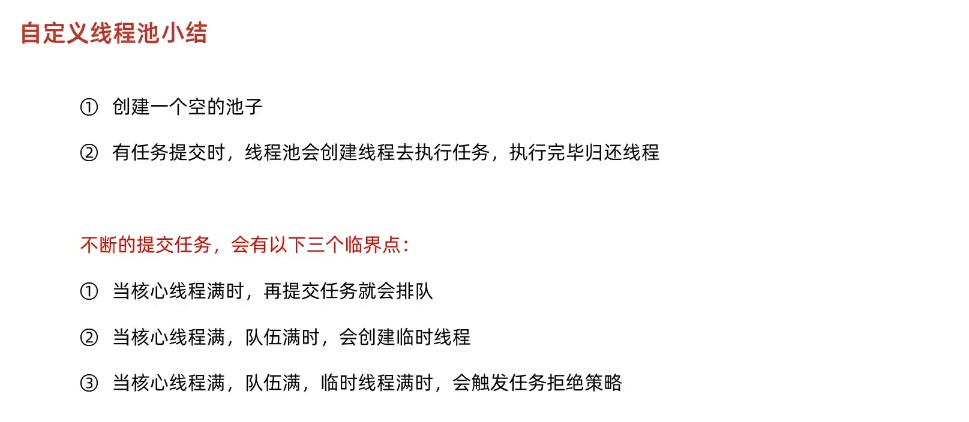 自定义线程池小结
① 创建一个空的池子
② 有任务提交时，线程池会创建线程去执行任务，执行完毕归还线程
不断的提交任务，会有以下三个临界点：
① 当核心线程满时，再提交任务就会排队
② 当核心线程满，队伍满时，会创建临时线程
③ 当核心线程满，队伍满，临时线程满时，会触发任务拒绝策略